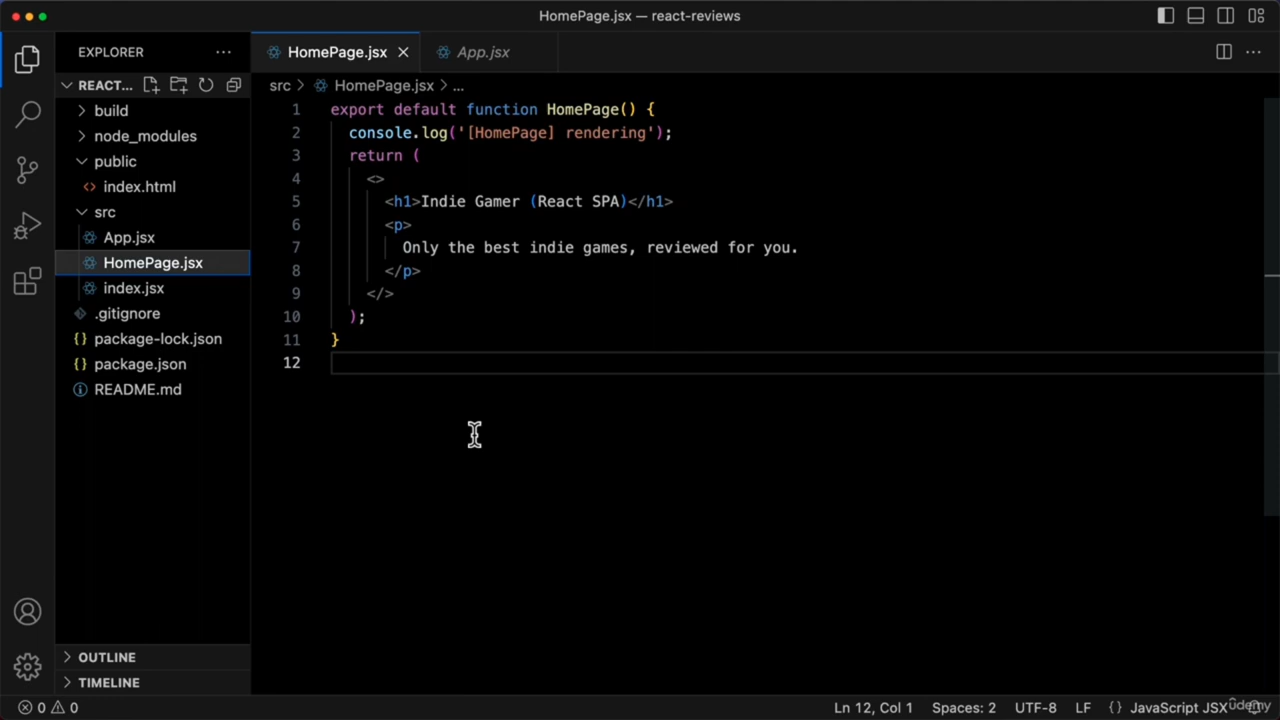 HomePage.jsx — react-reviews
EXPLORER
REACT...
build
node_modules
public
<> index.html
src
App.jsx
HomePage.jsx
index.jsx
.gitignore
{} package-lock.json
{} package.json
README.md
OUTLINE
TIMELINE
HomePage.jsx
App.jsx
src > HomePage.jsx > ...
1 export default function HomePage() {
2 console.log('[HomePage] rendering');
3 return (
4 <>
5 <h1>Indie Gamer (React SPA)</h1>
6 <p>
7 Only the best indie games, reviewed for you.
8 </p>
9 </>
10 );
11 }
12
0 0
Ln 12, Col 1 Spaces: 2 UTF-8 LF {} JavaScript JSX
ûdemy